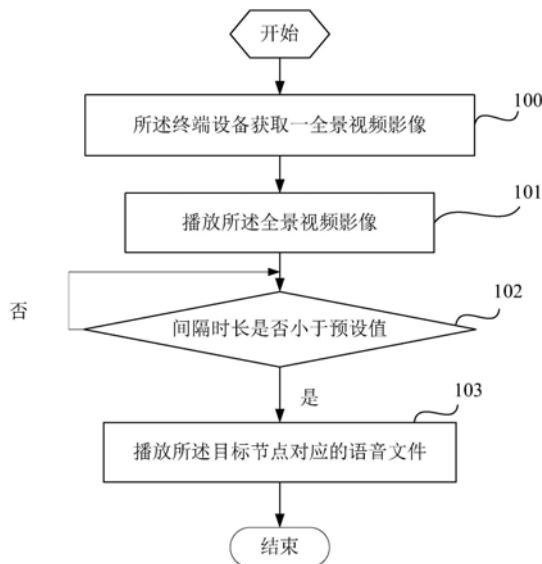 开始
所述终端设备获取一全景视频影像
100
播放所述全景视频影像
101
否
间隔时长是否小于预设值
102
是
播放所述目标节点对应的语音文件
103
结束